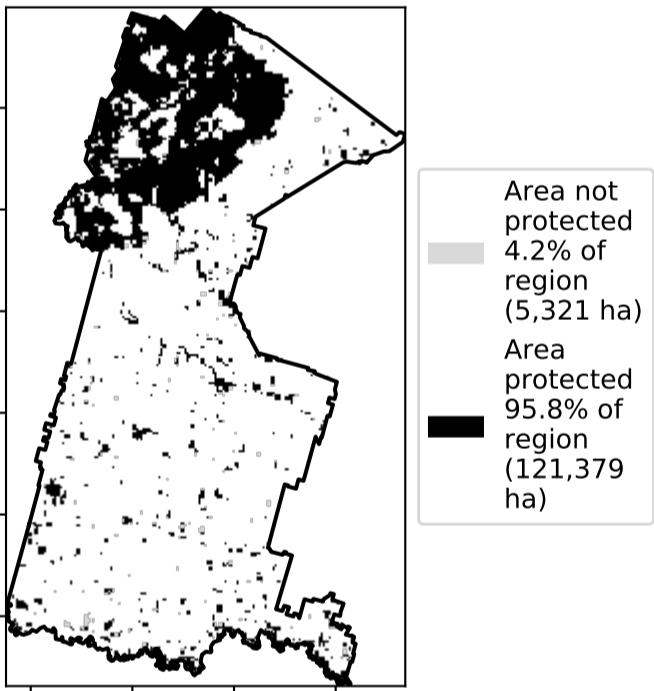 Area not
protected
4.2% of
region
(5,321 ha)
Area
protected
95.8% of
region
(121,379
ha)